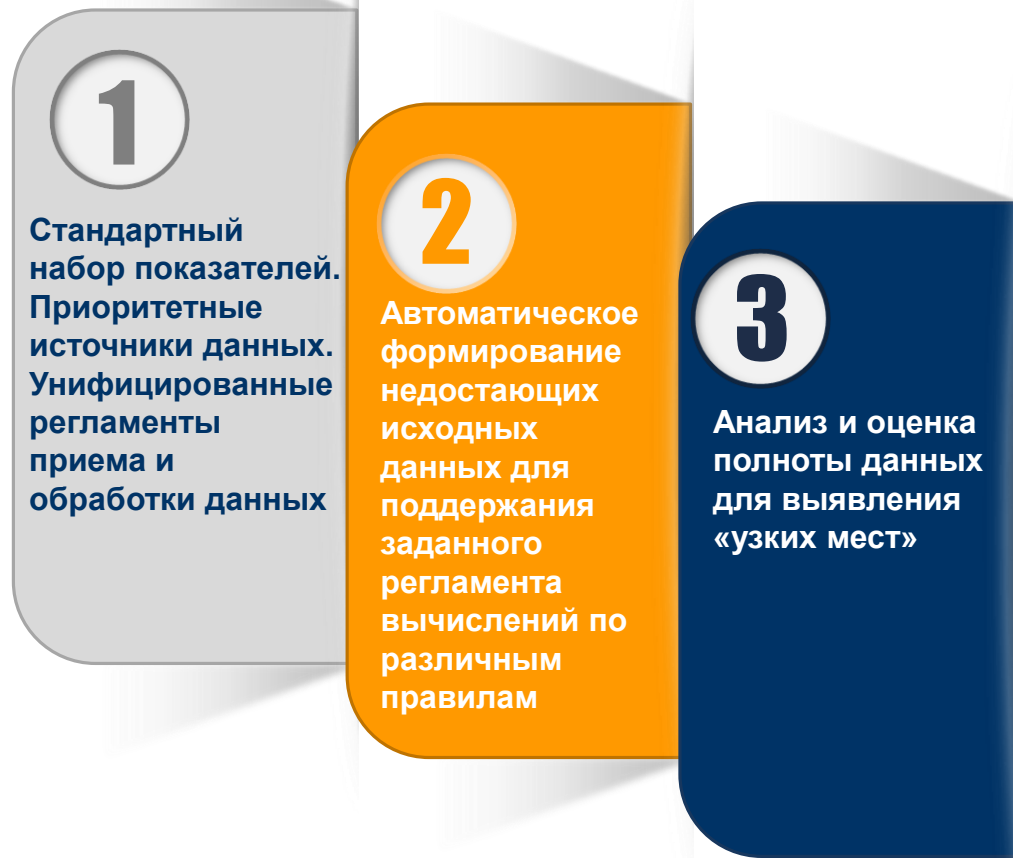 1
Стандартный
набор показателей.
Приоритетные
источники данных.
Унифицированные
регламенты
приема и
обработки данных
2
Автоматическое
формирование
недостающих
исходных
данных для
поддержания
заданного
регламента
вычислений по
различным
правилам
3
Анализ и оценка
полноты данных
для выявления
«узких мест»